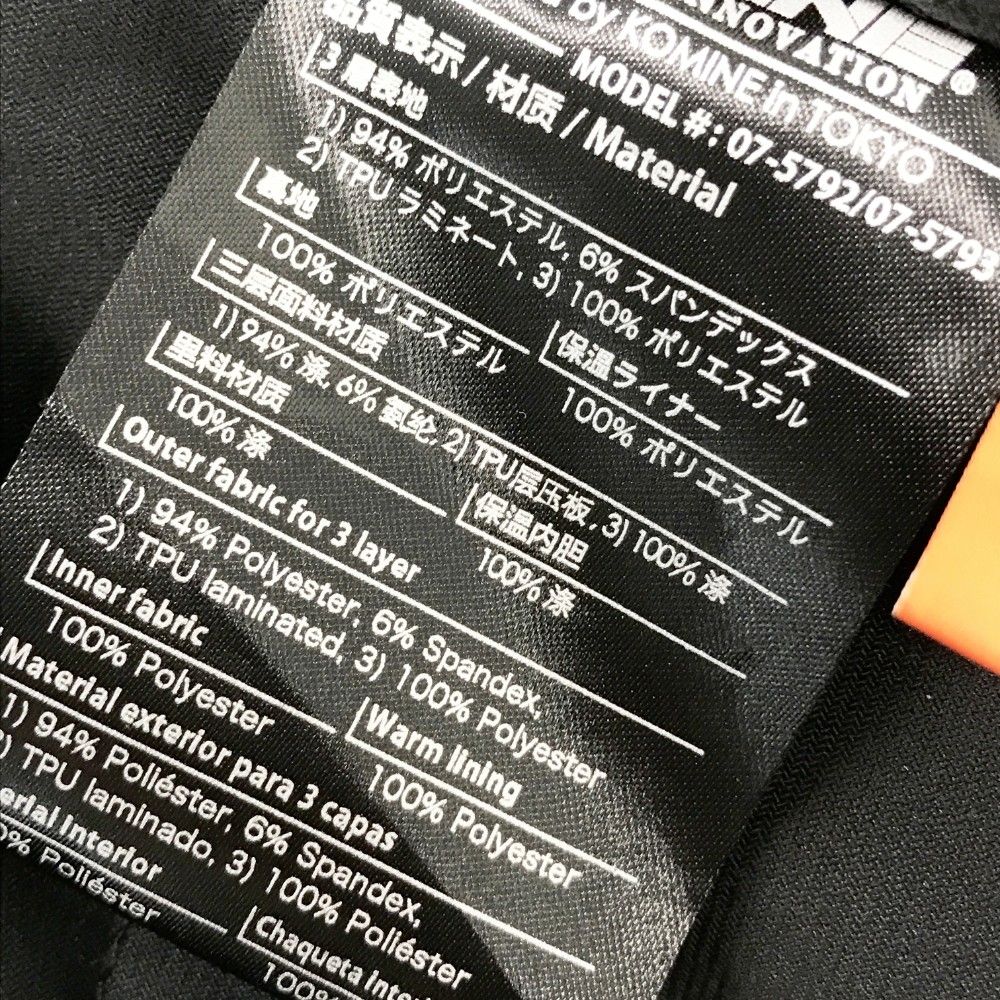 INNOVATION
by KOMINE in TOKYO
MODEL #: 07-5792/07-5793
品質表示 / 材质 / Material
3 層表地
1) 94% ポリエステル, 6% スパンデックス
2) TPU ラミネート, 3) 100% ポリエステル
裏地
100% ポリエステル
保温ライナー
100% ポリエステル
三层面料材质
1) 94% 涤, 6% 氨纶, 2) TPU层压板, 3) 100% 涤
里料材质
100% 涤
保温内胆
100% 涤
Outer fabric for 3 layer
1) 94% Polyester, 6% Spandex,
2) TPU laminated, 3) 100% Polyester
Inner fabric
100% Polyester
Warm lining
100% Polyester
Material exterior para 3 capas
1) 94% Poliéster, 6% Spandex,
2) TPU laminado, 3) 100% Poliéster
erial interior
0% Poliéster
Chaqueta inte
100%